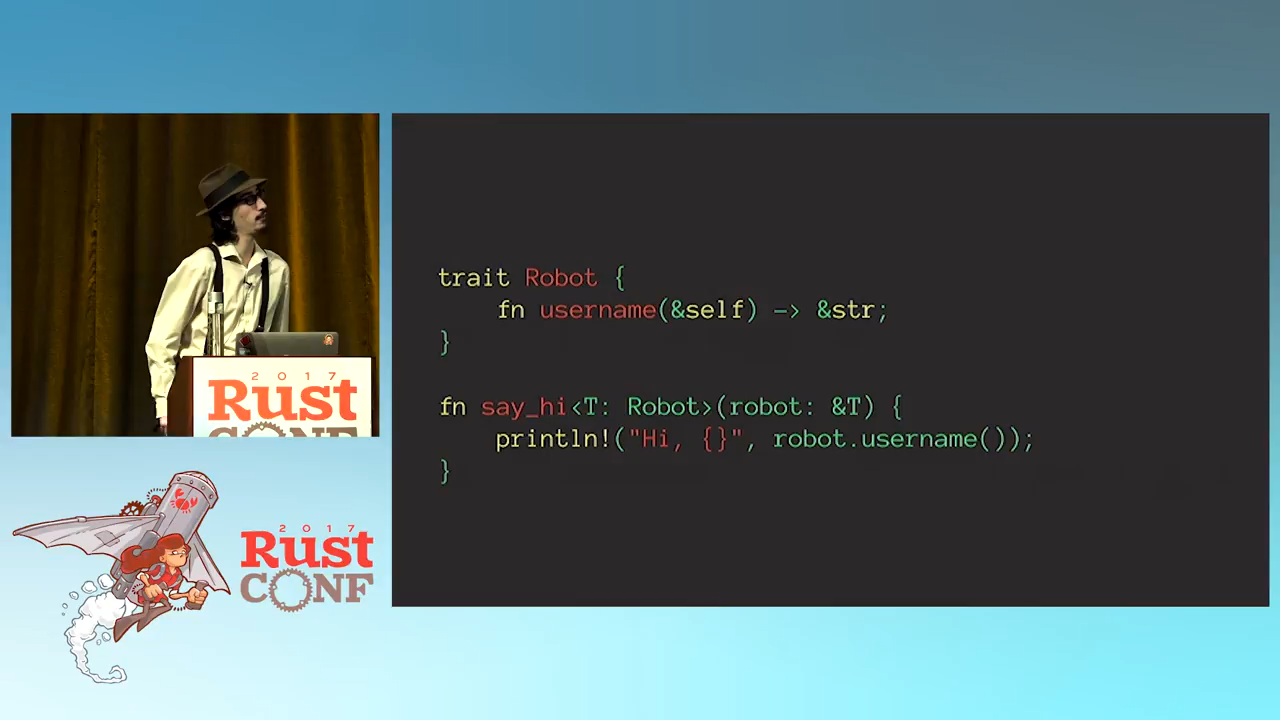 trait Robot {
    fn username(&self) -> &str;
}
fn say_hi<T: Robot>(robot: &T) {
    println!("Hi, {}", robot.username());
}
2017
Rust
CONF
2017
Rust
CONF